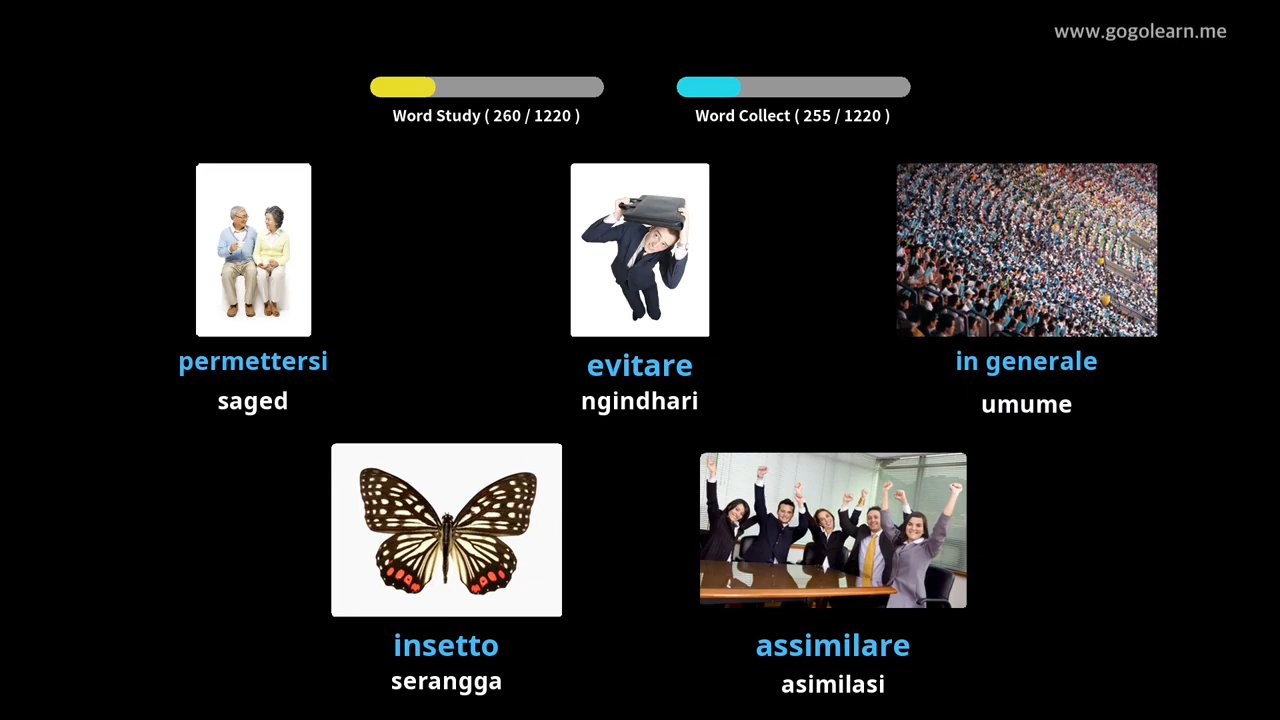 www.gogolearn.me
Word Study ( 260 / 1220 )
Word Collect ( 255 / 1220 )
permettersi
saged
evitare
ngindhari
in generale
umume
insetto
serangga
assimilare
asimilasi